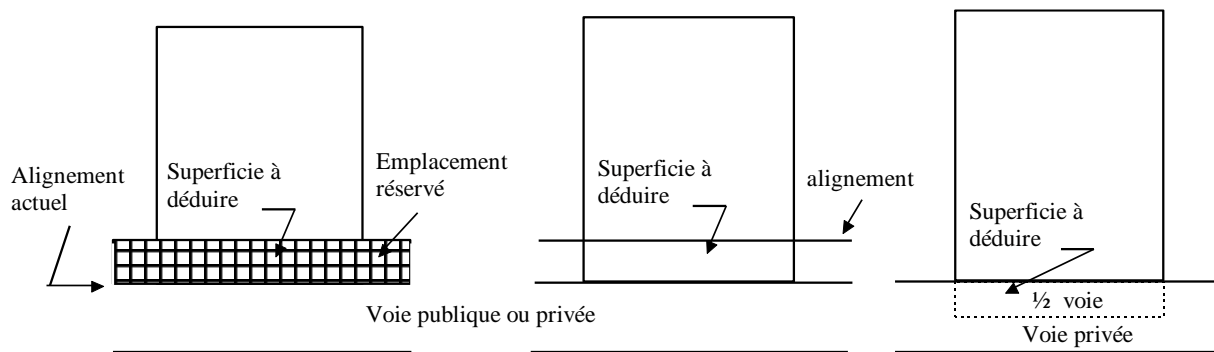 Alignement
actuel
Superficie à
déduire
Emplacement
réservé
Superficie à
déduire
alignement
Superficie à
déduire
½ voie
Voie publique ou privée
Voie privée